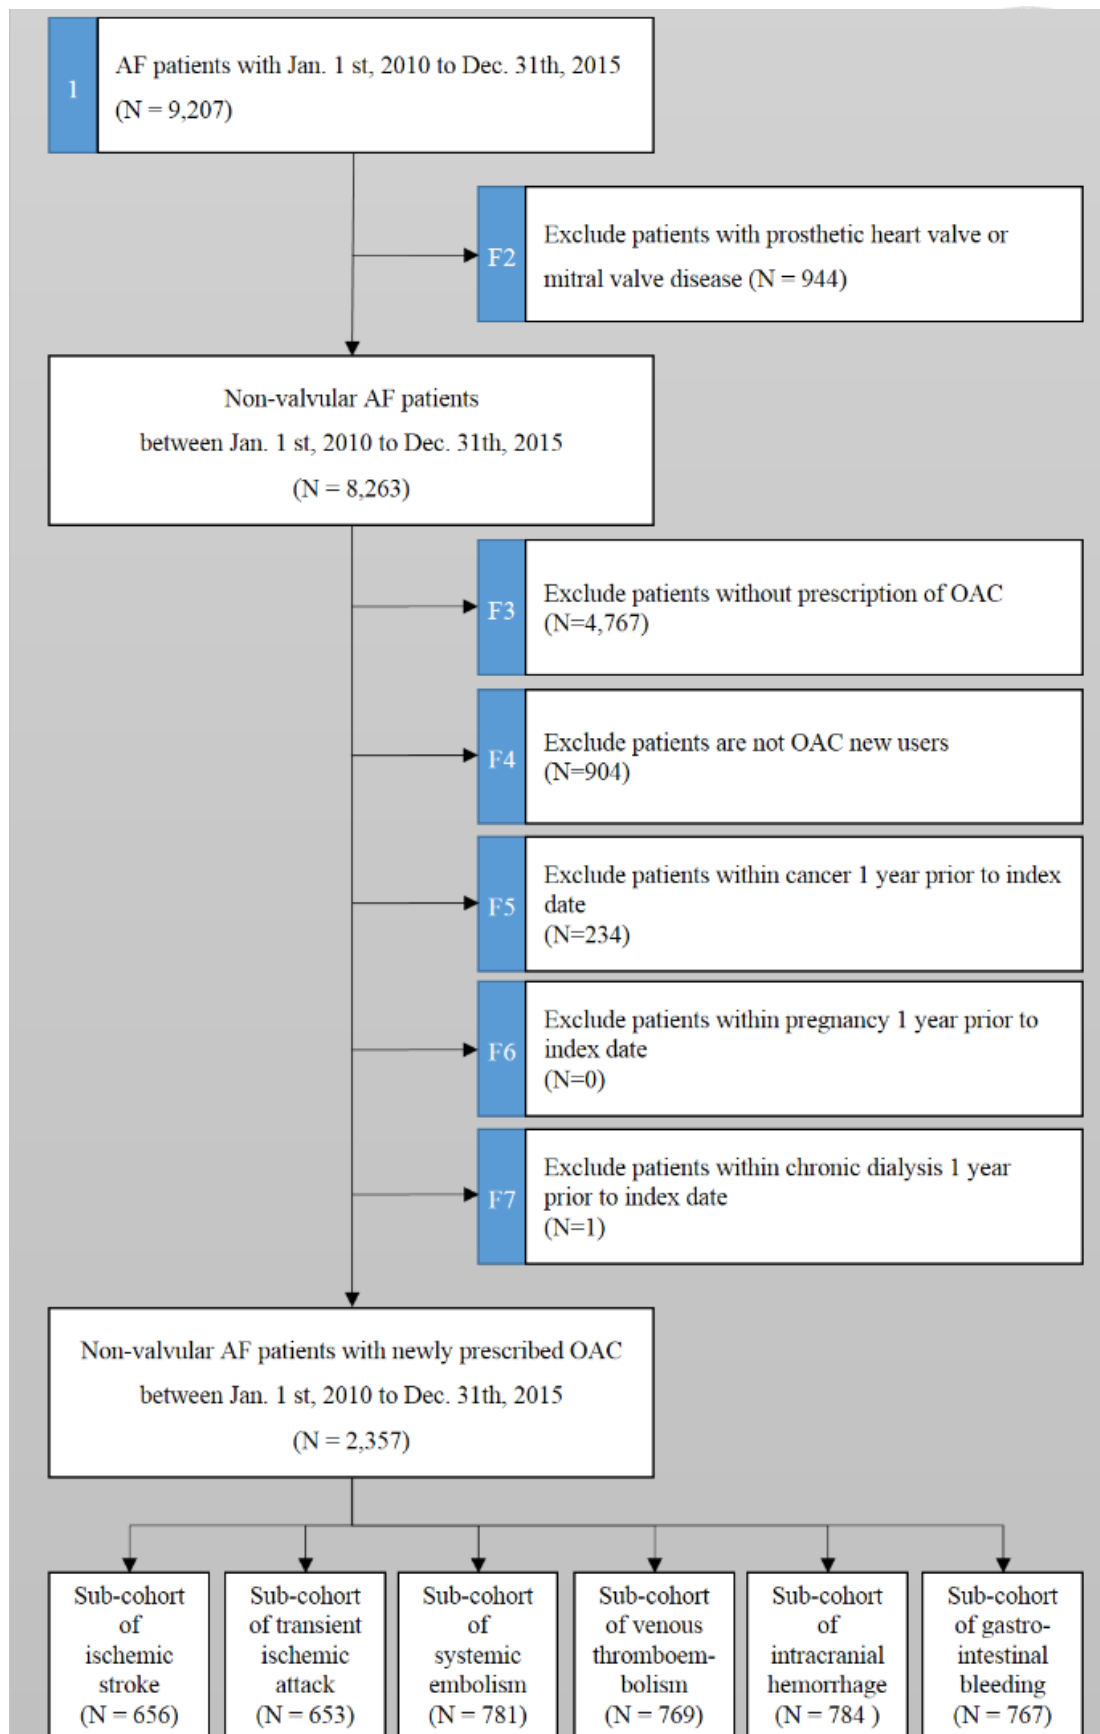 1
AF patients with Jan. 1 st, 2010 to Dec. 31th, 2015
(N = 9,207)
F2
Exclude patients with prosthetic heart valve or
mitral valve disease (N = 944)
Non-valvular AF patients
between Jan. 1 st, 2010 to Dec. 31th, 2015
(N = 8,263)
F3
Exclude patients without prescription of OAC
(N=4,767)
F4
Exclude patients are not OAC new users
(N=904)
F5
Exclude patients within cancer 1 year prior to index
date
(N=234)
F6
Exclude patients within pregnancy 1 year prior to
index date
(N=0)
F7
Exclude patients within chronic dialysis 1 year
prior to index date
(N=1)
Non-valvular AF patients with newly prescribed OAC
between Jan. 1 st, 2010 to Dec. 31th, 2015
(N = 2,357)
Sub-cohort
of
ischemic
stroke
(N = 656)
Sub-cohort
of transient
ischemic
attack
(N = 653)
Sub-cohort
of
systemic
embolism
(N = 781)
Sub-cohort
of venous
thromboem-
bolism
(N = 769)
Sub-cohort
of
intracranial
hemorrhage
(N = 784 )
Sub-cohort
of gastro-
intestinal
bleeding
(N = 767)